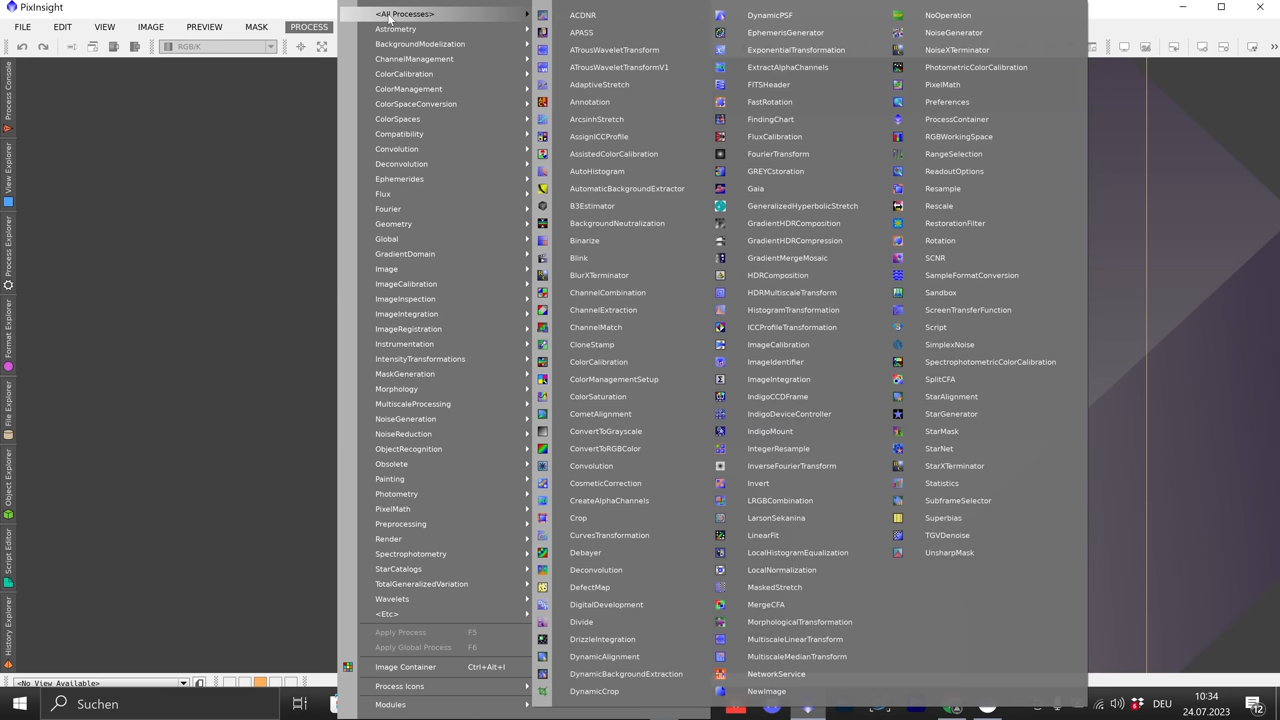 PixInsight
FILE
EDIT
VIEW
IMAGE
PREVIEW
MASK
PROCESS
RGB/K
<All Processes>
Astrometry
BackgroundModelization
ChannelManagement
ColorCalibration
ColorManagement
ColorSpaceConversion
ColorSpaces
Compatibility
Convolution
Deconvolution
Ephemerides
Flux
Fourier
Geometry
Global
GradientDomain
Image
ImageCalibration
ImageInspection
ImageIntegration
ImageRegistration
Instrumentation
IntensityTransformations
MaskGeneration
Morphology
MultiscaleProcessing
NoiseGeneration
NoiseReduction
ObjectRecognition
Obsolete
Painting
Photometry
PixelMath
Preprocessing
Render
Spectrophotometry
StarCatalogs
TotalGeneralizedVariation
Wavelets
<Etc>
Apply Process F5
Apply Global Process F6
Image Container Ctrl+Alt+I
Process Icons
Modules
ACDNR
APASS
ATrousWaveletTransform
ATrousWaveletTransformV1
AdaptiveStretch
Annotation
ArcsinhStretch
AssignICCProfile
AssistedColorCalibration
AutoHistogram
AutomaticBackgroundExtractor
B3Estimator
BackgroundNeutralization
Binarize
Blink
BlurXTerminator
ChannelCombination
ChannelExtraction
ChannelMatch
CloneStamp
ColorCalibration
ColorManagementSetup
ColorSaturation
CometAlignment
ConvertToGrayscale
ConvertToRGBColor
Convolution
CosmeticCorrection
CreateAlphaChannels
Crop
CurvesTransformation
Debayer
Deconvolution
DefectMap
DigitalDevelopment
Divide
DrizzleIntegration
DynamicAlignment
DynamicBackgroundExtraction
DynamicCrop
DynamicPSF
EphemerisGenerator
ExponentialTransformation
ExtractAlphaChannels
FITSHeader
FastRotation
FindingChart
FluxCalibration
FourierTransform
GREYCstoration
Gaia
GeneralizedHyperbolicStretch
GradientHDRComposition
GradientHDRCompression
GradientMergeMosaic
HDRComposition
HDRMultiscaleTransform
HistogramTransformation
ICCProfileTransformation
ImageCalibration
ImageIdentifier
ImageIntegration
IndigoCCDFrame
IndigoDeviceController
IndigoMount
IntegerResample
InverseFourierTransform
Invert
LRGBCombination
LarsonSekanina
LinearFit
LocalHistogramEqualization
LocalNormalization
MaskedStretch
MergeCFA
MorphologicalTransformation
MultiscaleLinearTransform
MultiscaleMedianTransform
NetworkService
NewImage
NoOperation
NoiseGenerator
NoiseXTerminator
PhotometricColorCalibration
PixelMath
Preferences
ProcessContainer
RGBWorkingSpace
RangeSelection
ReadoutOptions
Resample
Rescale
RestorationFilter
Rotation
SCNR
SampleFormatConversion
Sandbox
ScreenTransferFunction
Script
SimplexNoise
SpectrophotometricColorCalibration
SplitCFA
StarAlignment
StarGenerator
StarMask
StarNet
StarXTerminator
Statistics
SubframeSelector
Superbias
TGVDenoise
UnsharpMask
View Explorer
Process Explorer
Format Explorer
File Explorer
Object Explorer
Script Editor
History Explorer
<No View Available>
10:34
24.07.2023